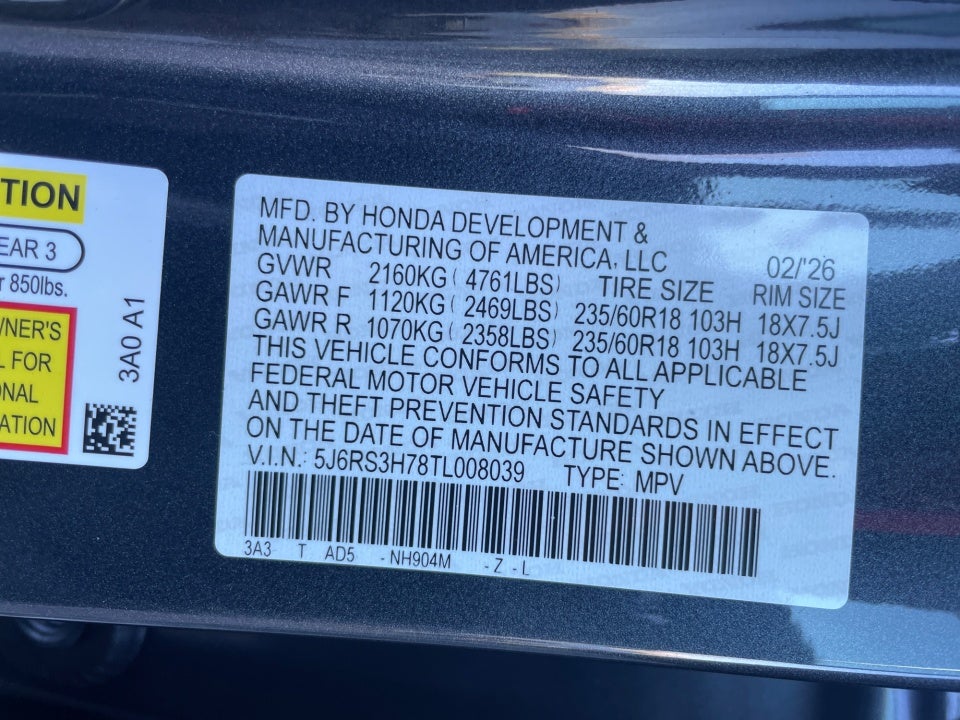 TION
EAR 3
r 850lbs.
WNER'S
L FOR
ONAL
ATION
3A0 A1
MFD. BY HONDA DEVELOPMENT &
MANUFACTURING OF AMERICA, LLC 02/'26
GVWR 2160KG ( 4761LBS) TIRE SIZE RIM SIZE
GAWR F 1120KG ( 2469LBS) 235/60R18 103H 18X7.5J
GAWR R 1070KG ( 2358LBS) 235/60R18 103H 18X7.5J
THIS VEHICLE CONFORMS TO ALL APPLICABLE
FEDERAL MOTOR VEHICLE SAFETY
AND THEFT PREVENTION STANDARDS IN EFFECT
ON THE DATE OF MANUFACTURE SHOWN ABOVE.
V.I.N.: 5J6RS3H78TL008039 TYPE: MPV
3A3- T AD5 - NH904M - Z - L